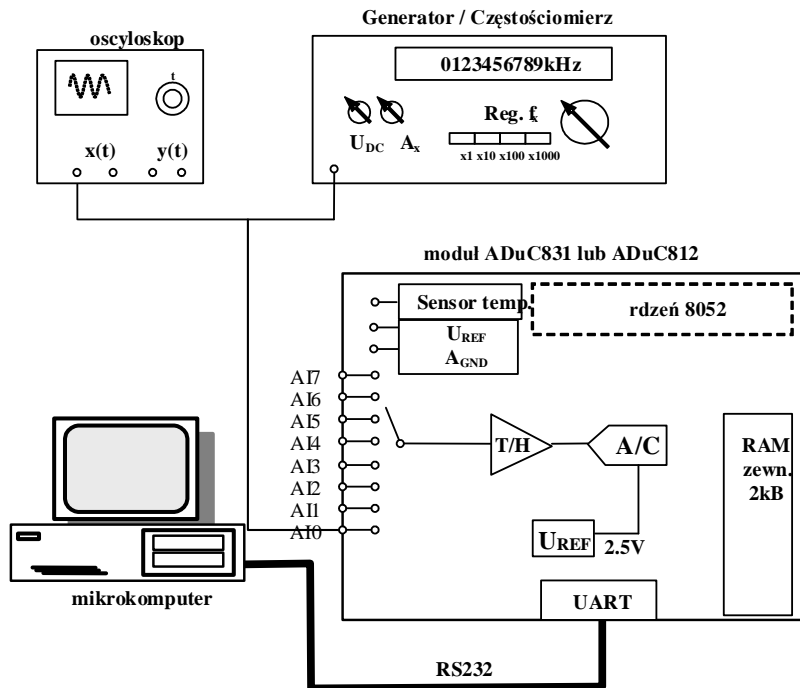 Generator / Częstościomierz
oscyloskop
0123456789kHz
t
Reg. fx
UDC Ax
x1 x10 x100 x1000
x(t) y(t)
moduł ADuC831 lub ADuC812
Sensor temp.
rdzeń 8052
UREF
AGND
AI7
AI6
AI5
AI4
AI3
AI2
AI1
AI0
T/H
A/C
RAM
zewn.
2kB
UREF
2.5V
mikrokomputer
UART
RS232